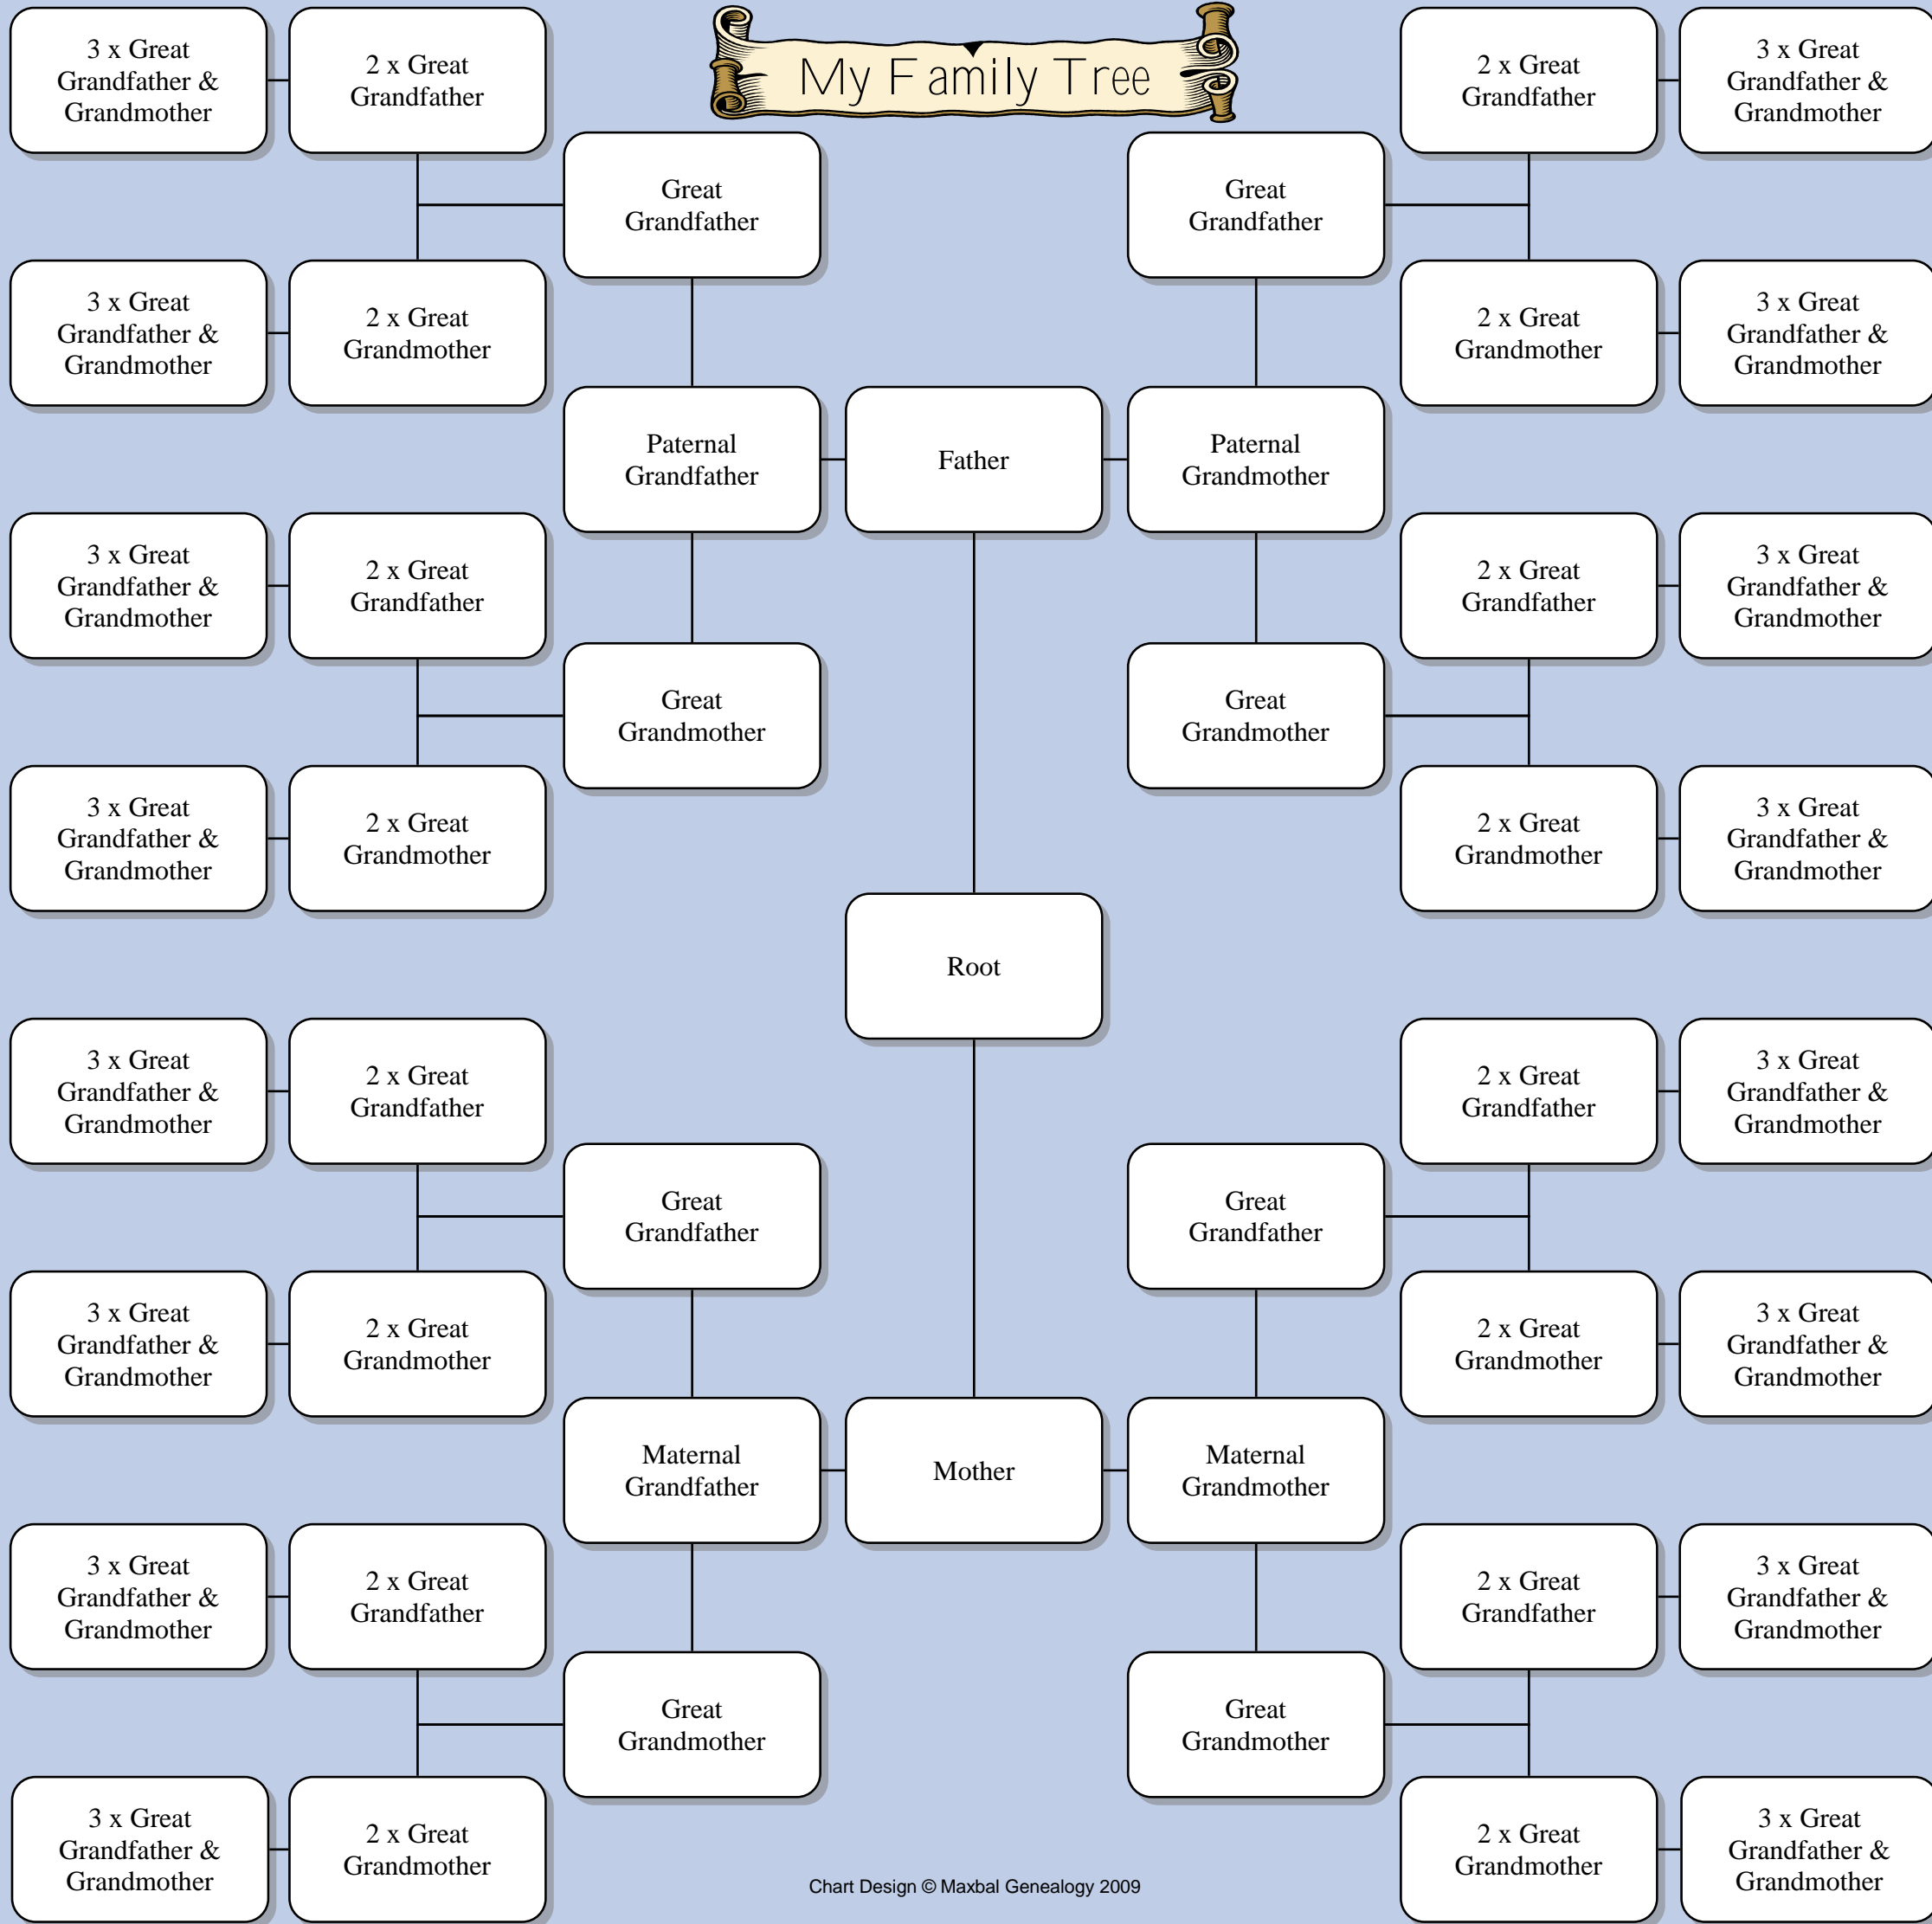 My Family Tree
3 x Great
Grandfather &
Grandmother
2 x Great
Grandfather
2 x Great
Grandfather
3 x Great
Grandfather &
Grandmother
Great
Grandfather
Great
Grandfather
3 x Great
Grandfather &
Grandmother
2 x Great
Grandmother
2 x Great
Grandmother
3 x Great
Grandfather &
Grandmother
Paternal
Grandfather
Father
Paternal
Grandmother
3 x Great
Grandfather &
Grandmother
2 x Great
Grandfather
2 x Great
Grandfather
3 x Great
Grandfather &
Grandmother
Great
Grandmother
Great
Grandmother
3 x Great
Grandfather &
Grandmother
2 x Great
Grandmother
2 x Great
Grandmother
3 x Great
Grandfather &
Grandmother
Root
3 x Great
Grandfather &
Grandmother
2 x Great
Grandfather
2 x Great
Grandfather
3 x Great
Grandfather &
Grandmother
Great
Grandfather
Great
Grandfather
3 x Great
Grandfather &
Grandmother
2 x Great
Grandmother
2 x Great
Grandmother
3 x Great
Grandfather &
Grandmother
Maternal
Grandfather
Mother
Maternal
Grandmother
3 x Great
Grandfather &
Grandmother
2 x Great
Grandfather
2 x Great
Grandfather
3 x Great
Grandfather &
Grandmother
Great
Grandmother
Great
Grandmother
3 x Great
Grandfather &
Grandmother
2 x Great
Grandmother
2 x Great
Grandmother
3 x Great
Grandfather &
Grandmother
Chart Design © Maxbal Genealogy 2009